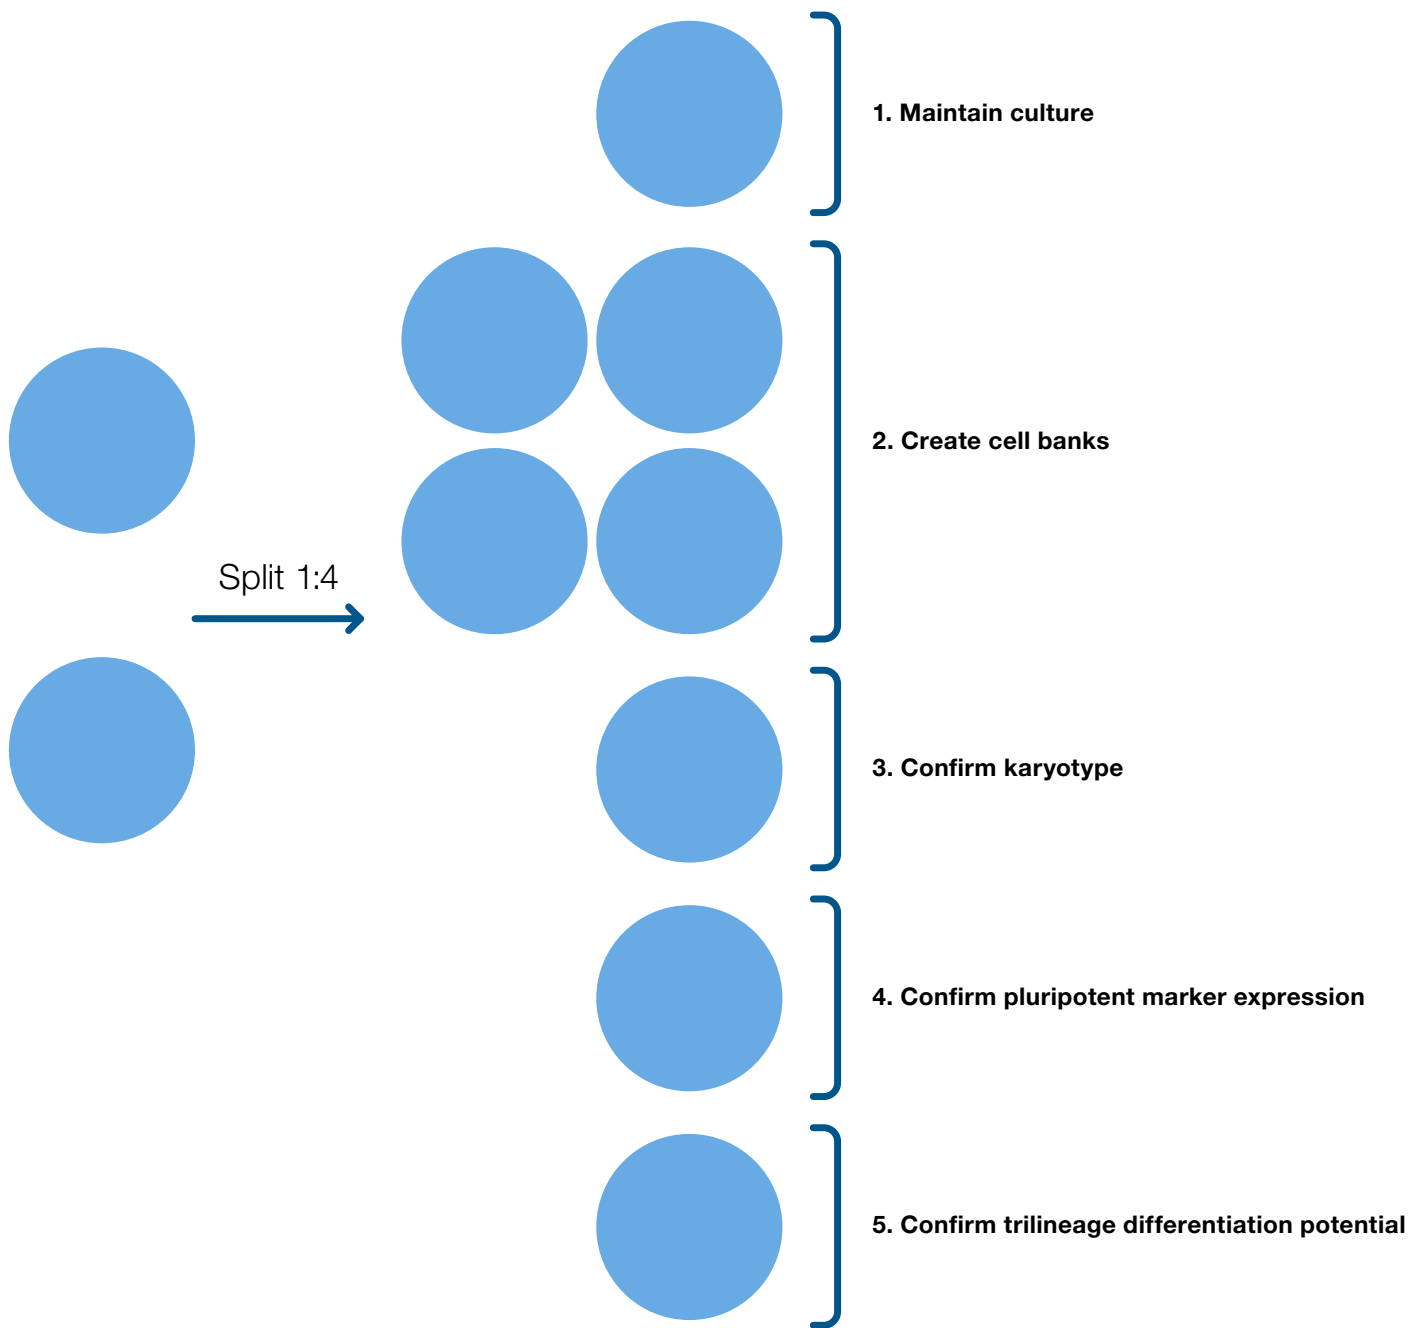 1. Maintain culture
2. Create cell banks
Split 1:4
3. Confirm karyotype
4. Confirm pluripotent marker expression
5. Confirm trilineage differentiation potential